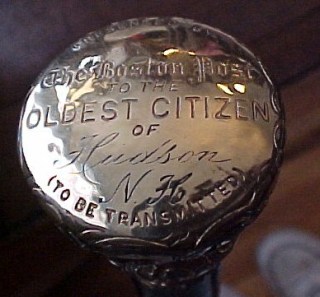 The Boston Post
TO THE
OLDEST CITIZEN
OF
Hudson
N H
(TO BE TRANSMITTED)